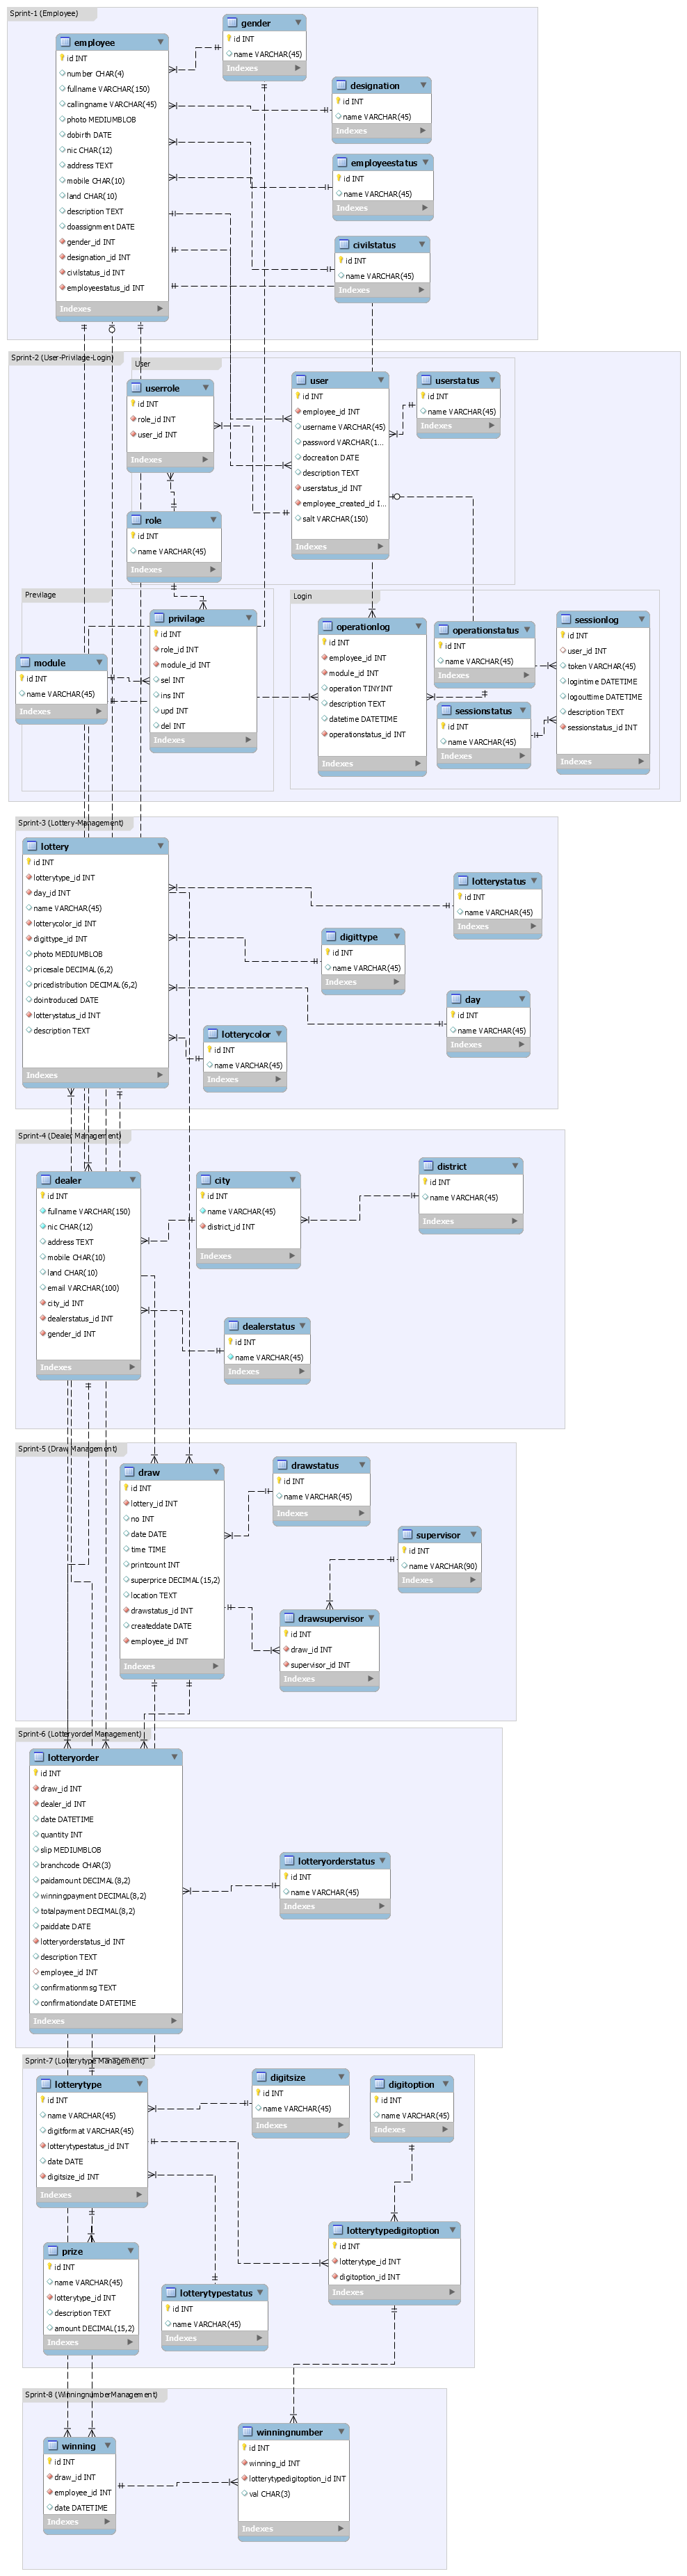 Sprint-1 (Employee)
employee
id INT
number CHAR(4)
fullname VARCHAR(150)
callingname VARCHAR(45)
photo MEDIUMBLOB
dobirth DATE
nic CHAR(12)
address TEXT
mobile CHAR(10)
land CHAR(10)
description TEXT
doassignment DATE
gender_id INT
designation_id INT
civilstatus_id INT
employeestatus_id INT
Indexes
gender
id INT
name VARCHAR(45)
Indexes
designation
id INT
name VARCHAR(45)
Indexes
employeestatus
id INT
name VARCHAR(45)
Indexes
civilstatus
id INT
name VARCHAR(45)
Indexes
Sprint-2 (User-Privilage-Login)
User
userrole
id INT
role_id INT
user_id INT
Indexes
user
id INT
employee_id INT
username VARCHAR(45)
password VARCHAR(1...
docreation DATE
description TEXT
userstatus_id INT
employee_created_id I...
salt VARCHAR(150)
Indexes
userstatus
id INT
name VARCHAR(45)
Indexes
role
id INT
name VARCHAR(45)
Indexes
Previlage
privilage
id INT
role_id INT
module_id INT
sel INT
ins INT
upd INT
del INT
Indexes
module
id INT
name VARCHAR(45)
Indexes
Login
operationlog
id INT
employee_id INT
module_id INT
operation TINYINT
description TEXT
datetime DATETIME
operationstatus_id INT
Indexes
operationstatus
id INT
name VARCHAR(45)
Indexes
sessionstatus
id INT
name VARCHAR(45)
Indexes
sessionlog
id INT
user_id INT
token VARCHAR(45)
logintime DATETIME
logouttime DATETIME
description TEXT
sessionstatus_id INT
Indexes
Sprint-3 (Lottery-Management)
lottery
id INT
lotterytype_id INT
day_id INT
name VARCHAR(45)
lotterycolor_id INT
digittype_id INT
photo MEDIUMBLOB
pricesale DECIMAL(6,2)
pricedistribution DECIMAL(6,2)
dointroduced DATE
lotterystatus_id INT
description TEXT
Indexes
lotterystatus
id INT
name VARCHAR(45)
Indexes
digittype
id INT
name VARCHAR(45)
Indexes
day
id INT
name VARCHAR(45)
Indexes
lotterycolor
id INT
name VARCHAR(45)
Indexes
Sprint-4 (Dealer Management)
dealer
id INT
fullname VARCHAR(150)
nic CHAR(12)
address TEXT
mobile CHAR(10)
land CHAR(10)
email VARCHAR(100)
city_id INT
dealerstatus_id INT
gender_id INT
Indexes
city
id INT
name VARCHAR(45)
district_id INT
Indexes
district
id INT
name VARCHAR(45)
Indexes
dealerstatus
id INT
name VARCHAR(45)
Indexes
Sprint-5 (Draw Management)
draw
id INT
lottery_id INT
no INT
date DATE
time TIME
printcount INT
superprice DECIMAL(15,2)
location TEXT
drawstatus_id INT
createddate DATE
employee_id INT
Indexes
drawstatus
id INT
name VARCHAR(45)
Indexes
supervisor
id INT
name VARCHAR(90)
Indexes
drawsupervisor
id INT
draw_id INT
supervisor_id INT
Indexes
Sprint-6 (Lotteryorder Management)
lotteryorder
id INT
draw_id INT
dealer_id INT
date DATETIME
quantity INT
slip MEDIUMBLOB
branchcode CHAR(3)
paidamount DECIMAL(8,2)
winningpayment DECIMAL(8,2)
totalpayment DECIMAL(8,2)
paiddate DATE
lotteryorderstatus_id INT
description TEXT
employee_id INT
confirmationmsg TEXT
confirmationdate DATETIME
Indexes
lotteryorderstatus
id INT
name VARCHAR(45)
Indexes
Sprint-7 (Lotterytype Management)
lotterytype
id INT
name VARCHAR(45)
digitformat VARCHAR(45)
lotterytypestatus_id INT
date DATE
digitsize_id INT
Indexes
digitsize
id INT
name VARCHAR(45)
Indexes
digitoption
id INT
name VARCHAR(45)
Indexes
lotterytypedigitoption
id INT
lotterytype_id INT
digitoption_id INT
Indexes
prize
id INT
name VARCHAR(45)
lotterytype_id INT
description TEXT
amount DECIMAL(15,2)
Indexes
lotterytypestatus
id INT
name VARCHAR(45)
Indexes
Sprint-8 (WinningnumberManagement)
winning
id INT
draw_id INT
employee_id INT
date DATETIME
Indexes
winningnumber
id INT
winning_id INT
lotterytypedigitoption_id INT
val CHAR(3)
Indexes